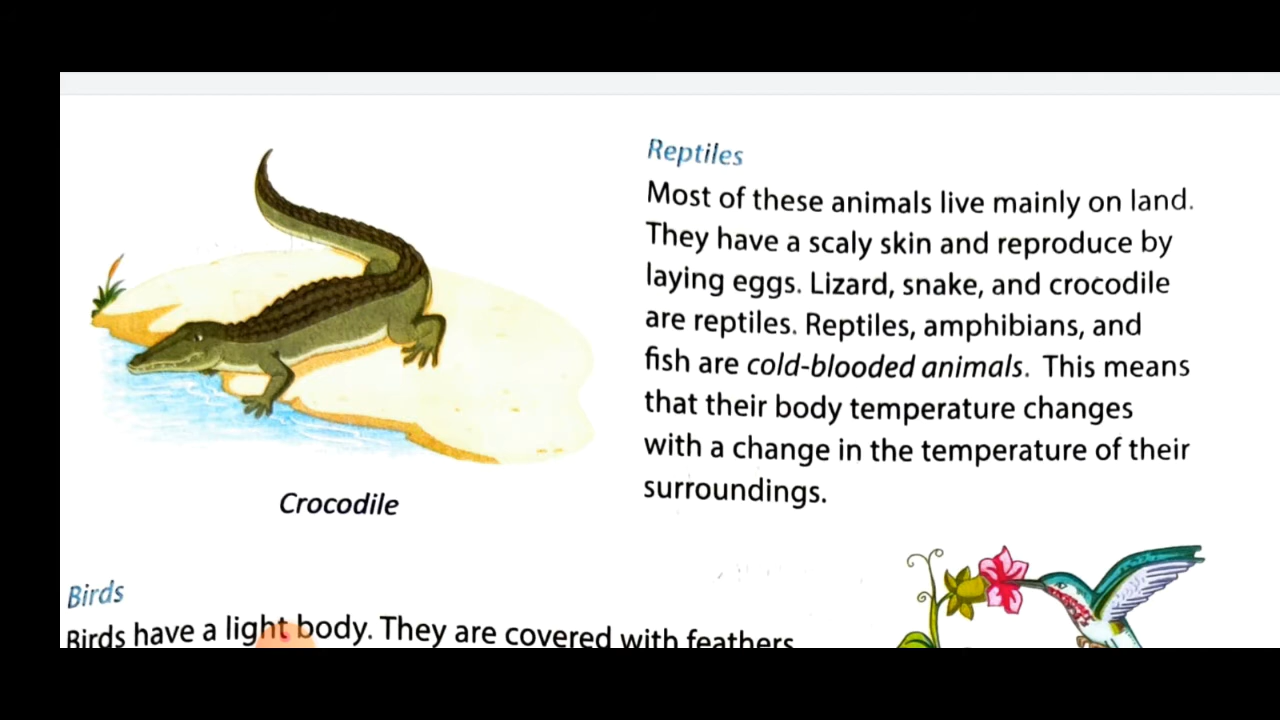 Reptiles
Most of these animals live mainly on land.
They have a scaly skin and reproduce by
laying eggs. Lizard, snake, and crocodile
are reptiles. Reptiles, amphibians, and
fish are cold-blooded animals. This means
that their body temperature changes
with a change in the temperature of their
surroundings.
Crocodile
Birds
Birds have a light body. They are covered with feathers